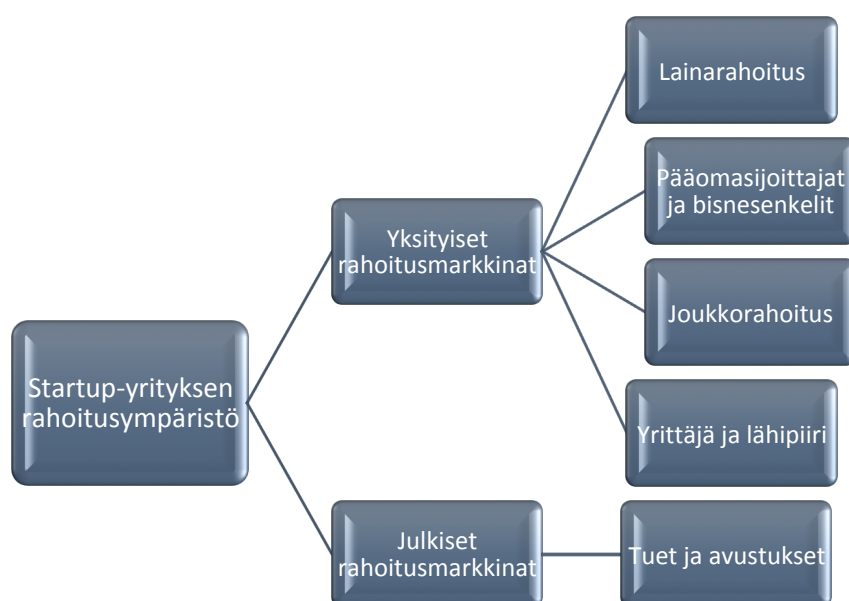 Startup-yrityksen
rahoitusympäristö
Yksityiset
rahoitusmarkkinat
Lainarahoitus
Pääomasijoittajat
ja bisnesenkelit
Joukkorahoitus
Yrittäjä ja lähipiiri
Julkiset
rahoitusmarkkinat
Tuet ja avustukset